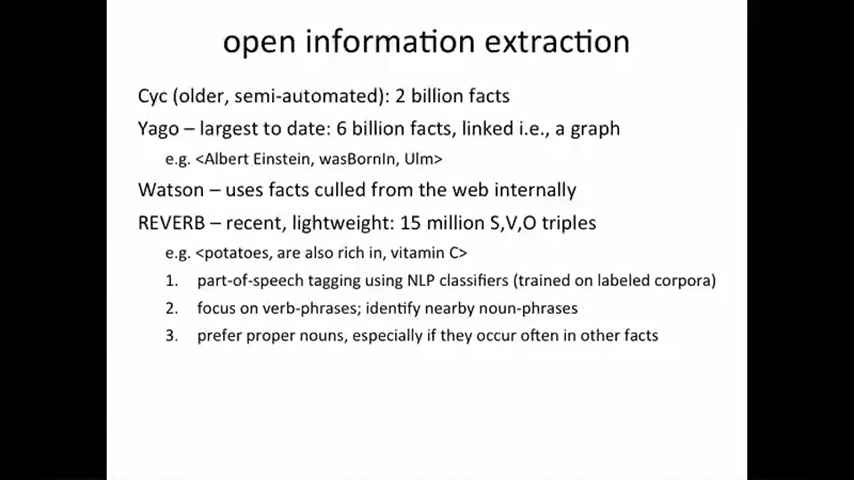 open information extraction
Cyc (older, semi-automated): 2 billion facts
Yago – largest to date: 6 billion facts, linked i.e., a graph
e.g. <Albert Einstein, wasBornIn, Ulm>
Watson – uses facts culled from the web internally
REVERB – recent, lightweight: 15 million S,V,O triples
e.g. <potatoes, are also rich in, vitamin C>
1. part-of-speech tagging using NLP classifiers (trained on labeled corpora)
2. focus on verb-phrases; identify nearby noun-phrases
3. prefer proper nouns, especially if they occur often in other facts